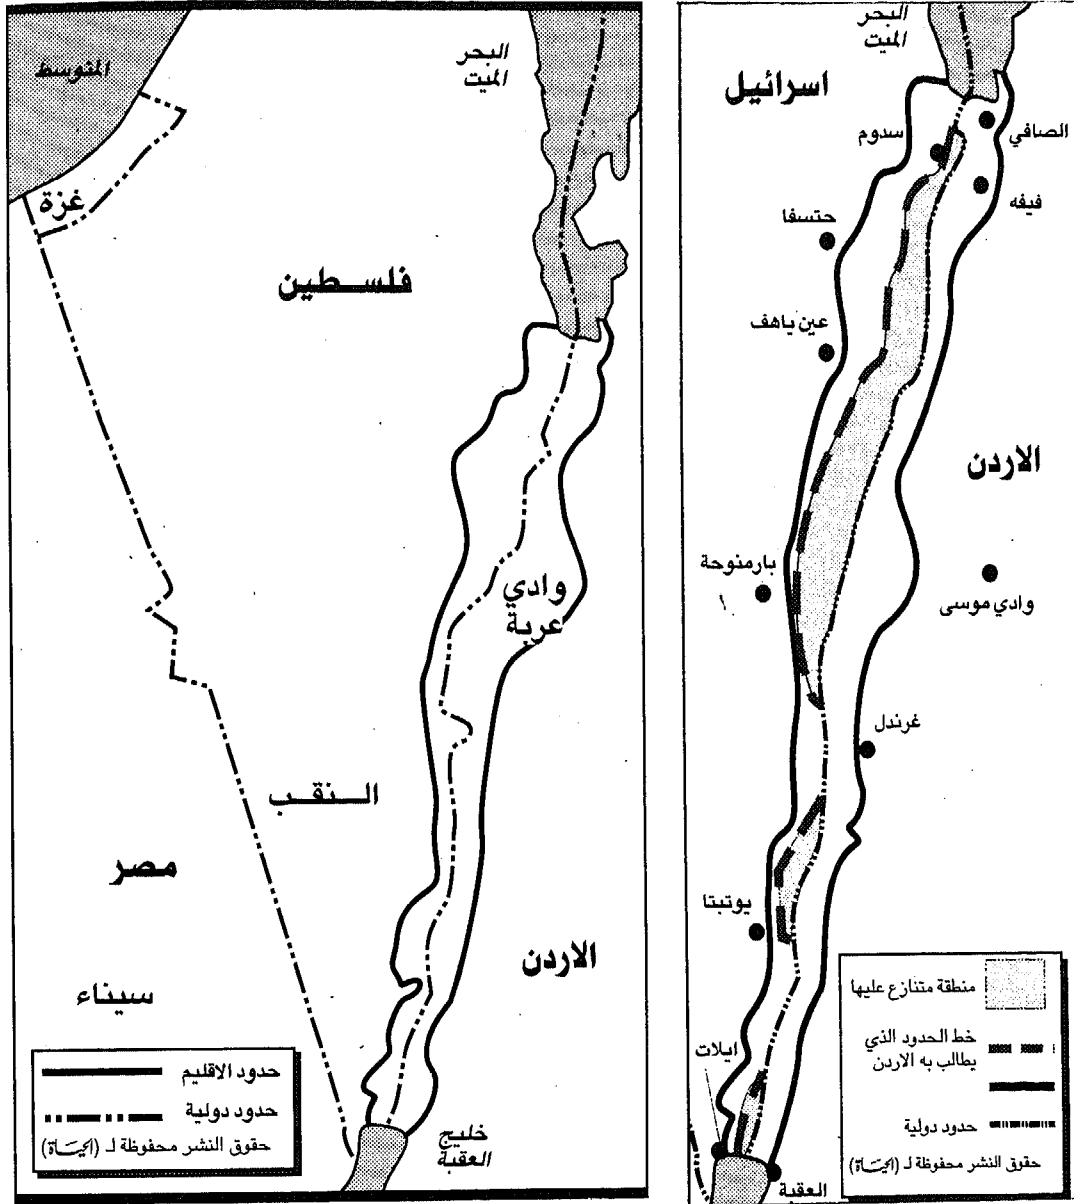 المتوسط
البحر
الميت
غزة
فلسطين
وادي
عربة
النقب
مصر
سيناء
الاردن
خليج
العقبة
حدود الاقليم
حدود دولية
حقوق النشر محفوظة لـ (الحياة)
البحر
الميت
اسرائيل
الصافي
سدوم
فيفه
حتسفا
عين ياهف
الاردن
بارمنوحة
وادي موسى
غرندل
يوتبتا
ايلات
العقبة
منطقة متنازع عليها
خط الحدود الذي
يطالب به الاردن
حدود دولية
حقوق النشر محفوظة لـ (الحياة)